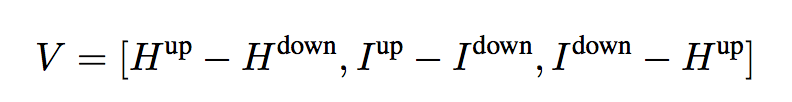 V = [H^up − H^down, I^up − I^down, I^down − H^up]